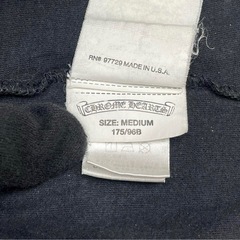 RN# 97729 MADE IN U.S.A.
CHROME HEARTS
SIZE: MEDIUM
175/96B